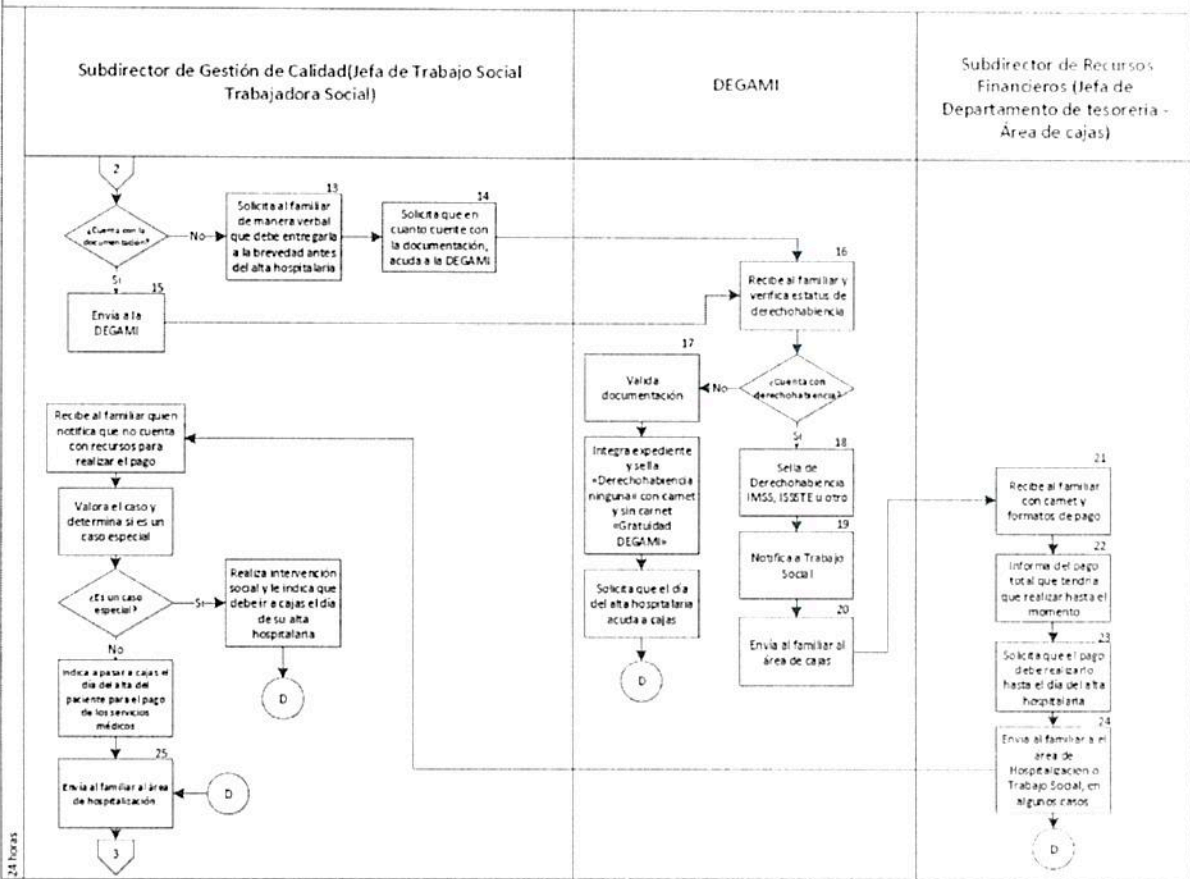 Subdirector de Gestión de Calidad(Jefa de Trabajo Social
Trabajadora Social)
DEGAMI
Subdirector de Recursos
Financieros (Jefa de
Departamento de tesoreria -
Área de cajas)
2
¿Cuenta con la
documentación?
No
Si
13
Solicita al familiar
de manera verbal
que debe entregarla
a la brevedad antes
del alta hospitalaria
14
Solicita que en
cuanto cuente con
la documentación,
acuda a la DEGAMI
15
Envía a la
DEGAMI
16
Recibe al familiar y
verifica estatus de
derechohabiencia
¿Cuenta con
derechohabiencia?
No
Si
17
Valida
documentación
Integra expediente
y sella
«Derechohabiencia
ninguna» con carnet
y sin carnet
«Gratuidad
DEGAMI»
Solicita que el día
del alta hospitalaria
acuda a cajas
D
18
Sella de
Derechohabiencia
IMSS, ISSSTE u otro
19
Notifica a Trabajo
Social
20
Envía al familiar al
área de cajas
21
Recibe al familiar
con carnet y
formatos de pago
22
Informa del pago
total que tendría
que realizar hasta el
momento
23
Solicita que el pago
debe realizarlo
hasta el día del alta
hospitalaria
24
Envía al familiar a el
área de
Hospitalización o
Trabajo Social, en
algunos casos
D
Recibe al familiar quien
notifica que no cuenta
con recursos para
realizar el pago
Valora el caso y
determina si es un
caso especial
¿Es un caso
especial?
Si
No
Realiza intervención
social y le indica que
debe ir a cajas el día
de su alta
hospitalaria
D
Indica a pasar a cajas el
día del alta del
paciente para el pago
de los servicios
médicos
25
Envía al familiar al área
de hospitalización
D
3
24 horas